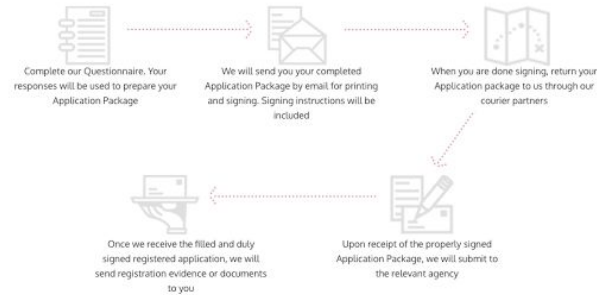 Complete our Questionnaire. Your
responses will be used to prepare your
Application Package
We will send you your completed
Application Package by email for printing
and signing. Signing instructions will be
included
When you are done signing, return your
Application package to us through our
courier partners
Upon receipt of the properly signed
Application Package, we will submit to
the relevant agency
Once we receive the filled and duly
signed registered application, we will
send registration evidence or documents
to you